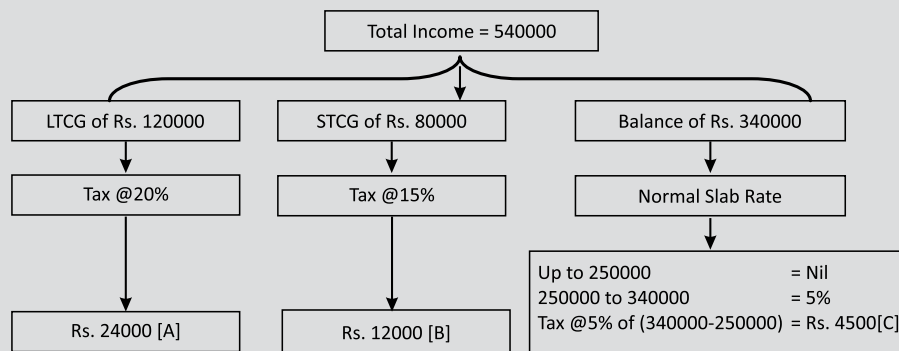 Total Income = 540000
LTCG of Rs. 120000
STCG of Rs. 80000
Balance of Rs. 340000
Tax @20%
Tax @15%
Normal Slab Rate
Rs. 24000 [A]
Rs. 12000 [B]
Up to 250000 = Nil
250000 to 340000 = 5%
Tax @5% of (340000-250000) = Rs. 4500[C]